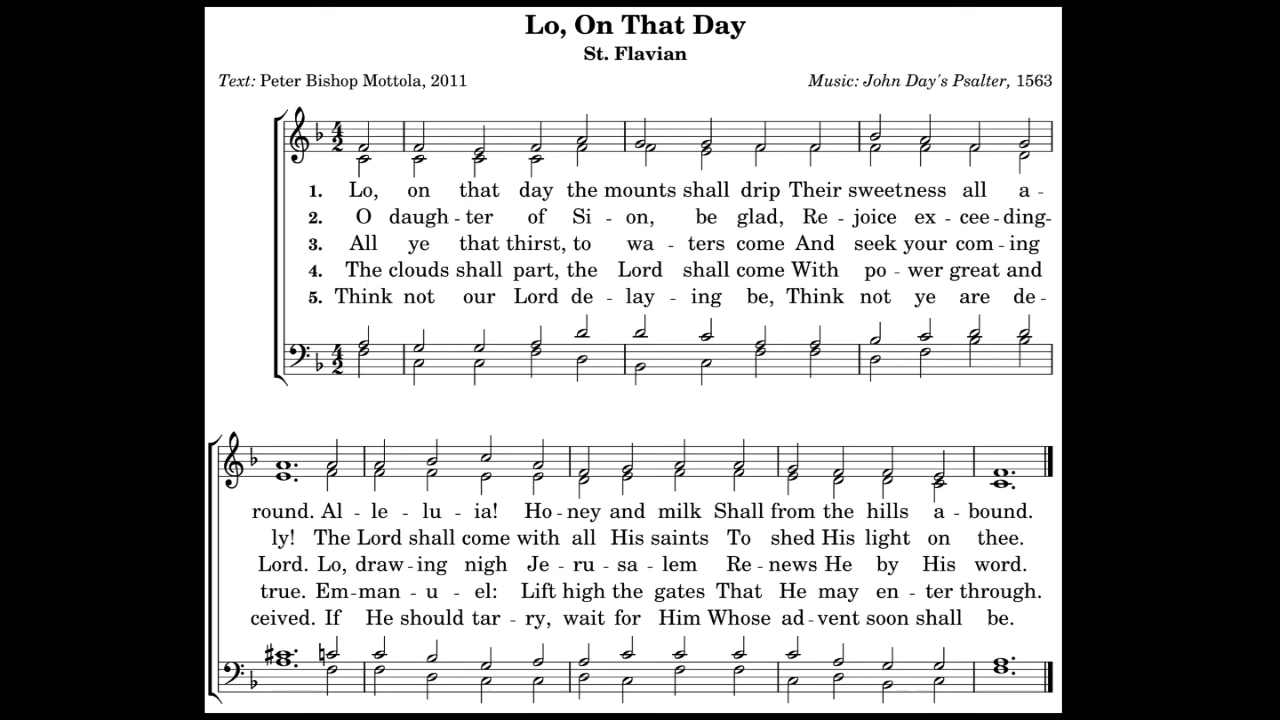 Lo, On That Day
St. Flavian
Text: Peter Bishop Mottola, 2011
Music: John Day's Psalter, 1563
1. Lo, on that day the mounts shall drip Their sweetness all a -
2. O daugh - ter of Si - on, be glad, Re - joice ex - cee - ding-
3. All ye that thirst, to wa - ters come And seek your com - ing
4. The clouds shall part, the Lord shall come With po - wer great and
5. Think not our Lord de - lay - ing be, Think not ye are de -
round. Al - le - lu - ia! Ho - ney and milk Shall from the hills a - bound.
ly! The Lord shall come with all His saints To shed His light on thee.
Lord. Lo, draw - ing nigh Je - ru - sa - lem Re - news He by His word.
true. Em - man - u - el: Lift high the gates That He may en - ter through.
ceived. If He should tar - ry, wait for Him Whose ad - vent soon shall be.